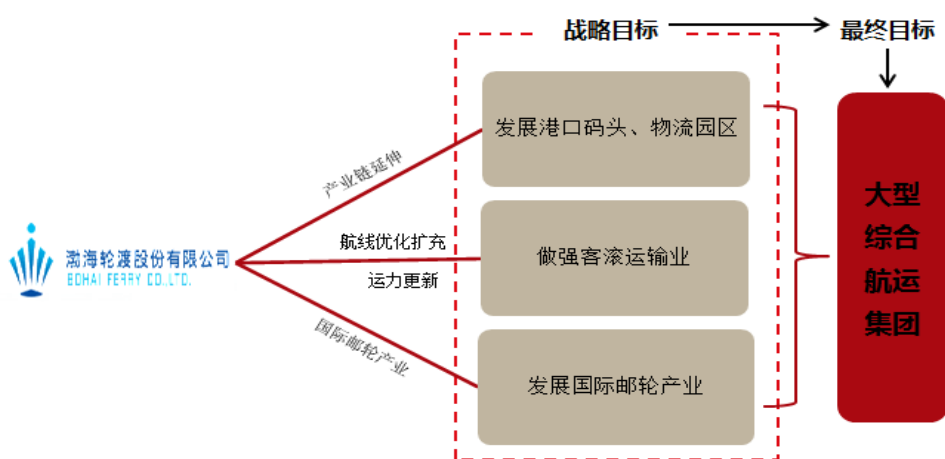 战略目标
最终目标
发展港口码头、物流园区
产业链延伸
大型
综合
航运
集团
航线优化扩充
渤海轮渡股份有限公司
BOHAI FERRY CO.,LTD.
做强客滚运输业
运力更新
国际邮轮产业
发展国际邮轮产业